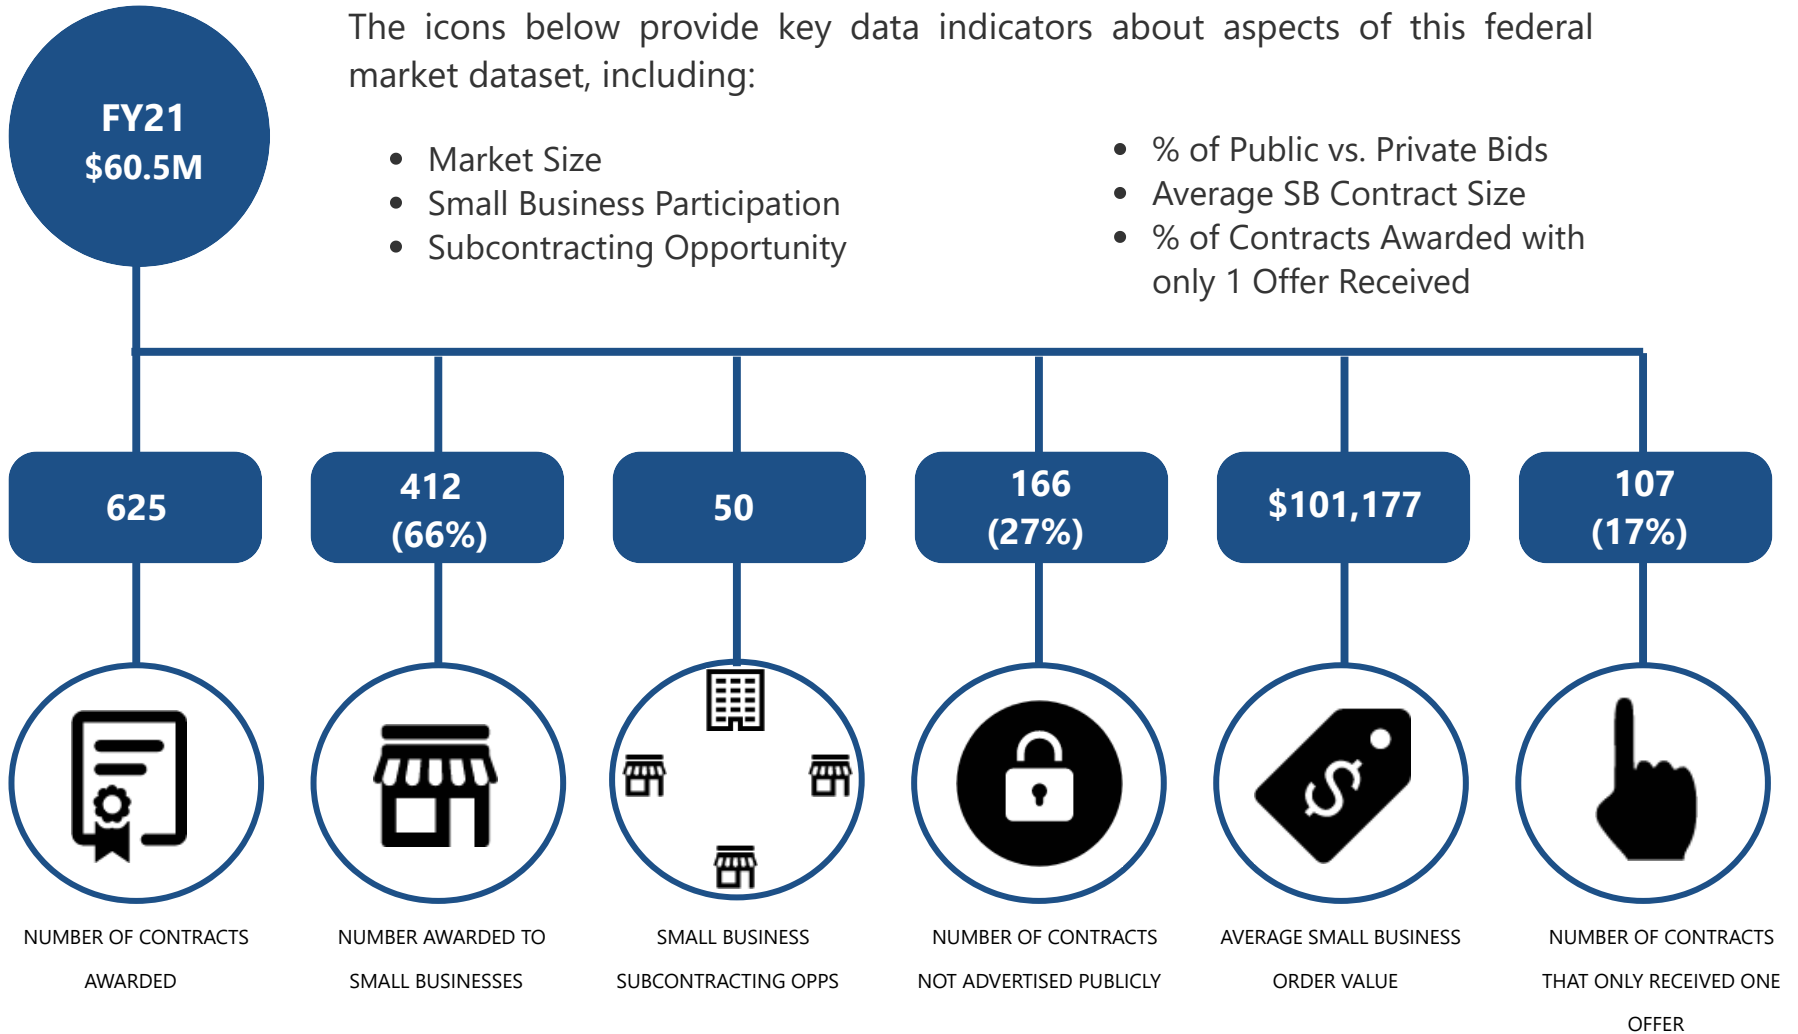 The icons below provide key data indicators about aspects of this federal
market dataset, including:
FY21
$60.5M
• Market Size
• Small Business Participation
• Subcontracting Opportunity
• % of Public vs. Private Bids
• Average SB Contract Size
• % of Contracts Awarded with
only 1 Offer Received
625
412
(66%)
50
166
(27%)
$101,177
107
(17%)
NUMBER OF CONTRACTS
AWARDED
NUMBER AWARDED TO
SMALL BUSINESSES
SMALL BUSINESS
SUBCONTRACTING OPPS
NUMBER OF CONTRACTS
NOT ADVERTISED PUBLICLY
AVERAGE SMALL BUSINESS
ORDER VALUE
NUMBER OF CONTRACTS
THAT ONLY RECEIVED ONE
OFFER